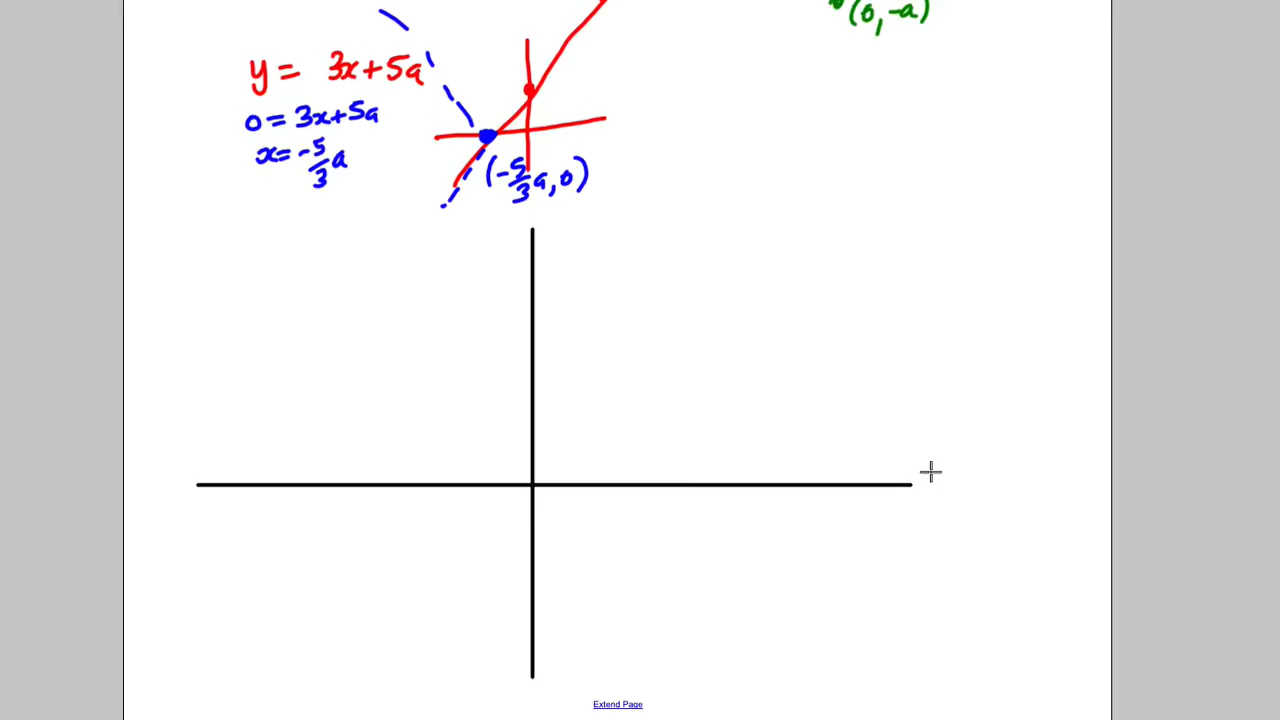 (0, -a)
y = 3x+5a
0 = 3x+5a
x = -5/3 a
(-5/3 a, 0)
Extend Page